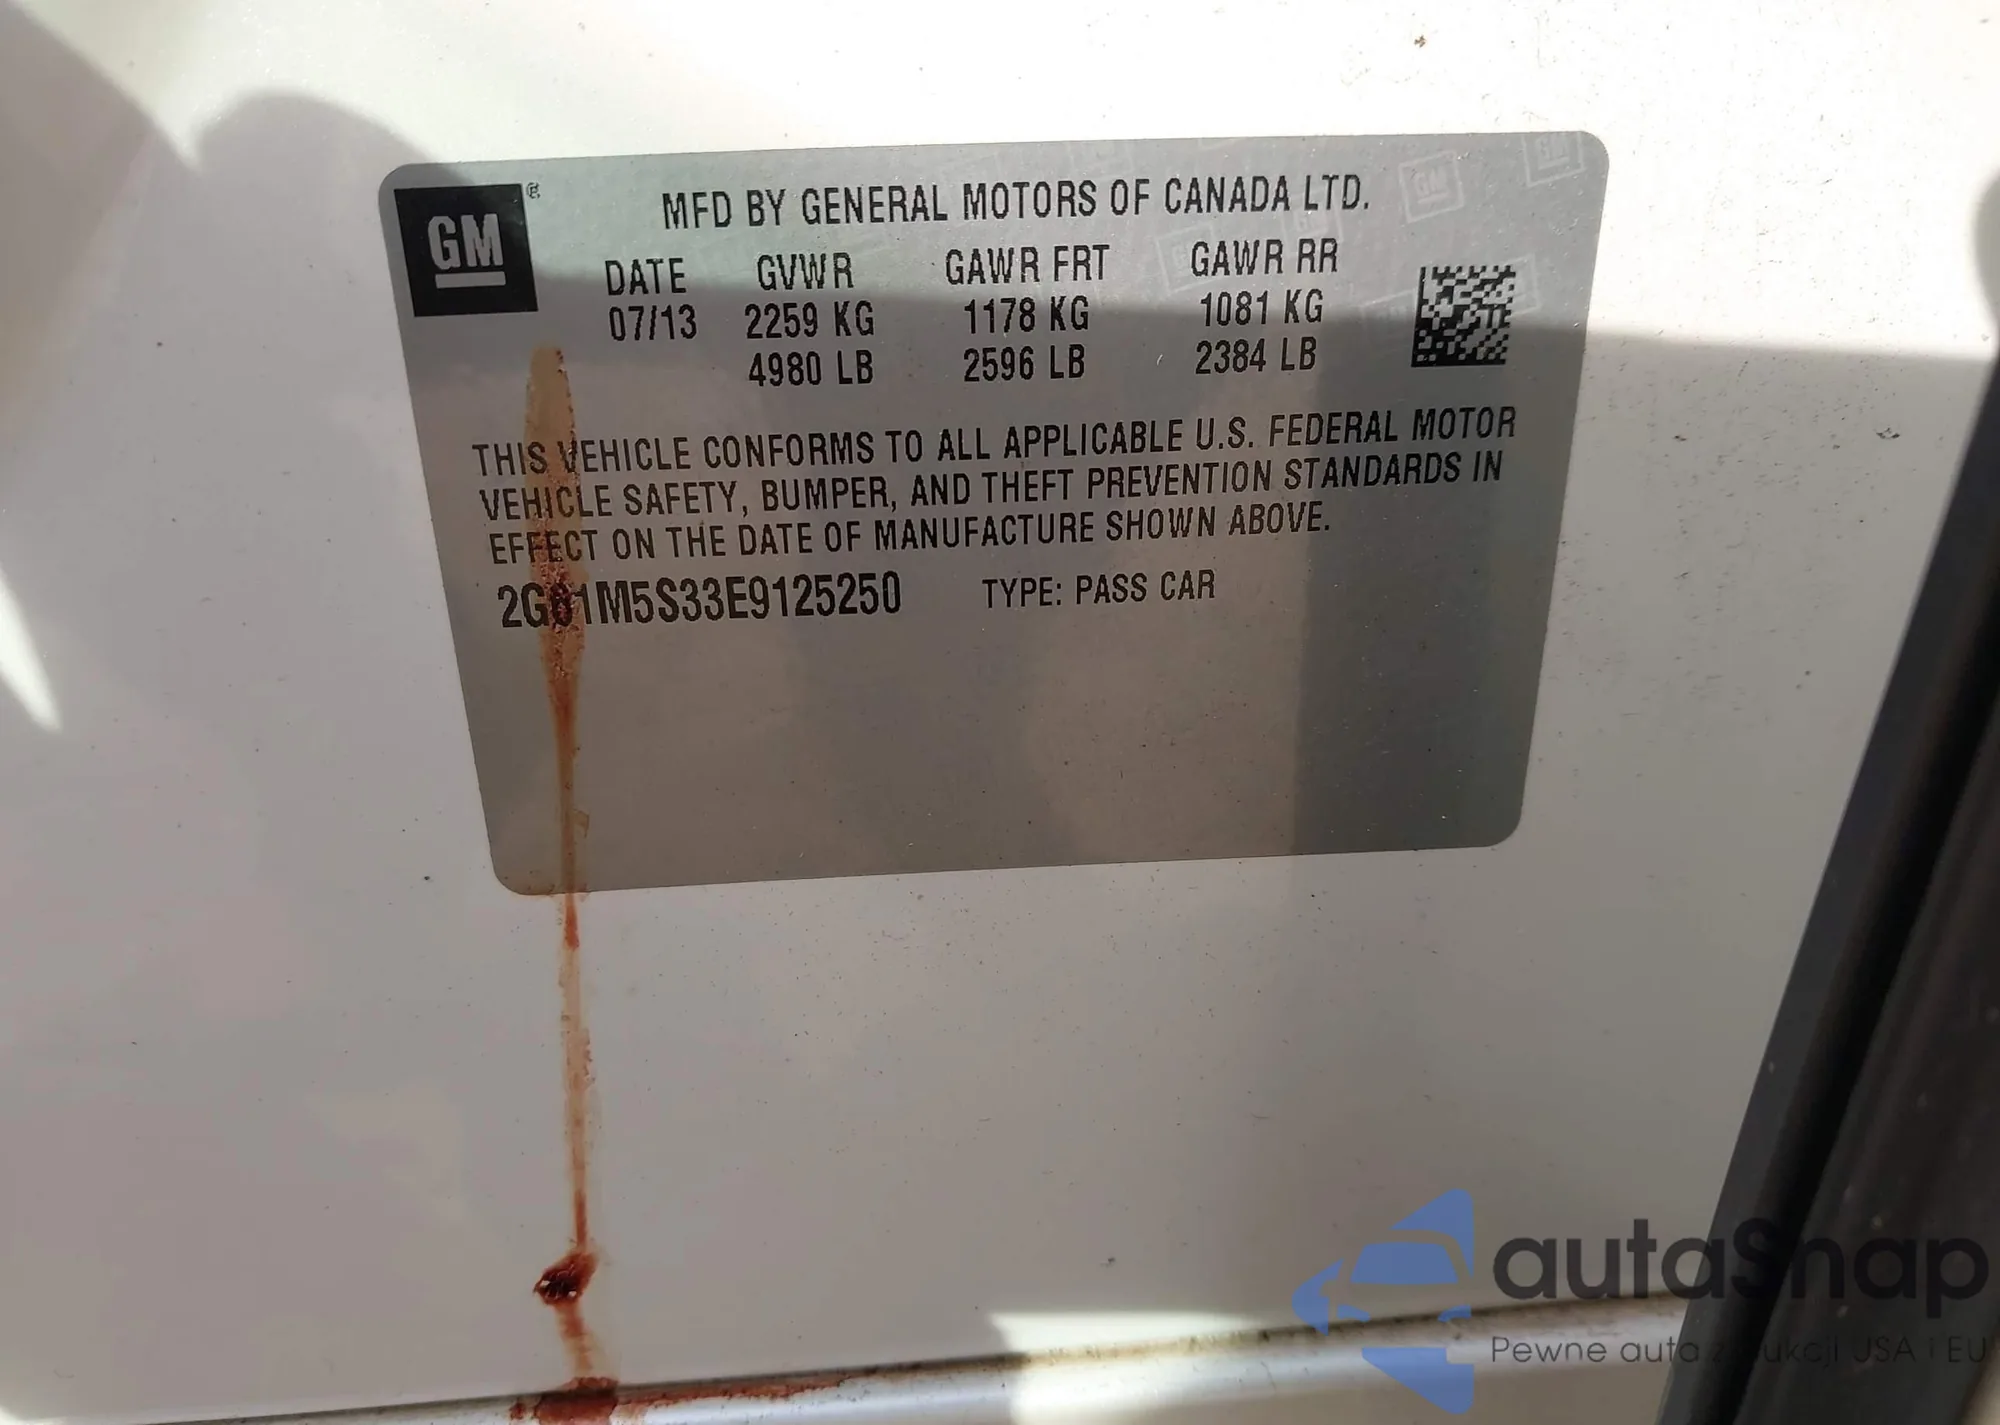 GM ®
MFD BY GENERAL MOTORS OF CANADA LTD.
DATE GVWR GAWR FRT GAWR RR
07/13 2259 KG 1178 KG 1081 KG
4980 LB 2596 LB 2384 LB
THIS VEHICLE CONFORMS TO ALL APPLICABLE U.S. FEDERAL MOTOR
VEHICLE SAFETY, BUMPER, AND THEFT PREVENTION STANDARDS IN
EFFECT ON THE DATE OF MANUFACTURE SHOWN ABOVE.
2G61M5S33E9125250 TYPE: PASS CAR
autaSnap
Pewne auta z aukcji USA i EU